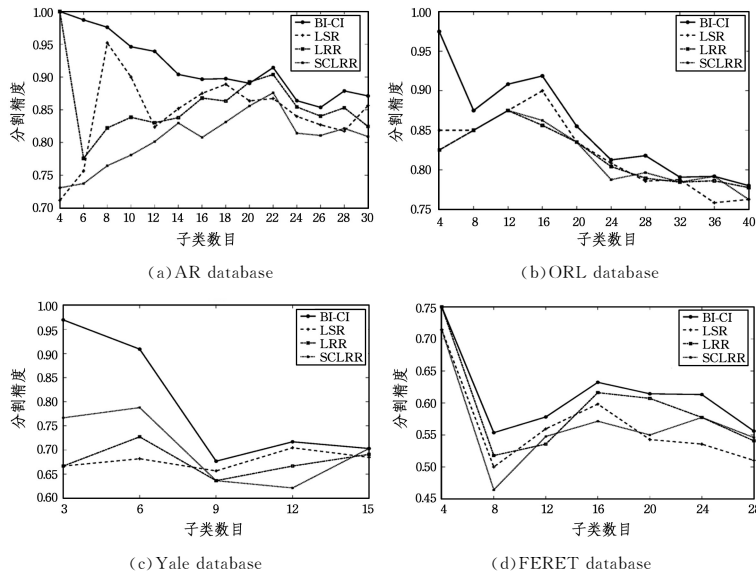 1.00
0.95
0.90
0.85
0.80
0.75
0.70
分割精度
4 6 8 10 12 14 16 18 20 22 24 26 28 30
子类数目
BI-CI
LSR
LRR
SCLRR
(a)AR database
1.00
0.95
0.90
0.85
0.80
0.75
分割精度
4 8 12 16 20 24 28 32 36 40
子类数目
BI-CI
LSR
LRR
SCLRR
(b)ORL database
1.00
0.95
0.90
0.85
0.80
0.75
0.70
0.65
0.60
分割精度
3 6 9 12 15
子类数目
BI-CI
LSR
LRR
SCLRR
(c)Yale database
0.75
0.70
0.65
0.60
0.55
0.50
0.45
分割精度
4 8 12 16 20 24 28
子类数目
BI-CI
LSR
LRR
SCLRR
(d)FERET database